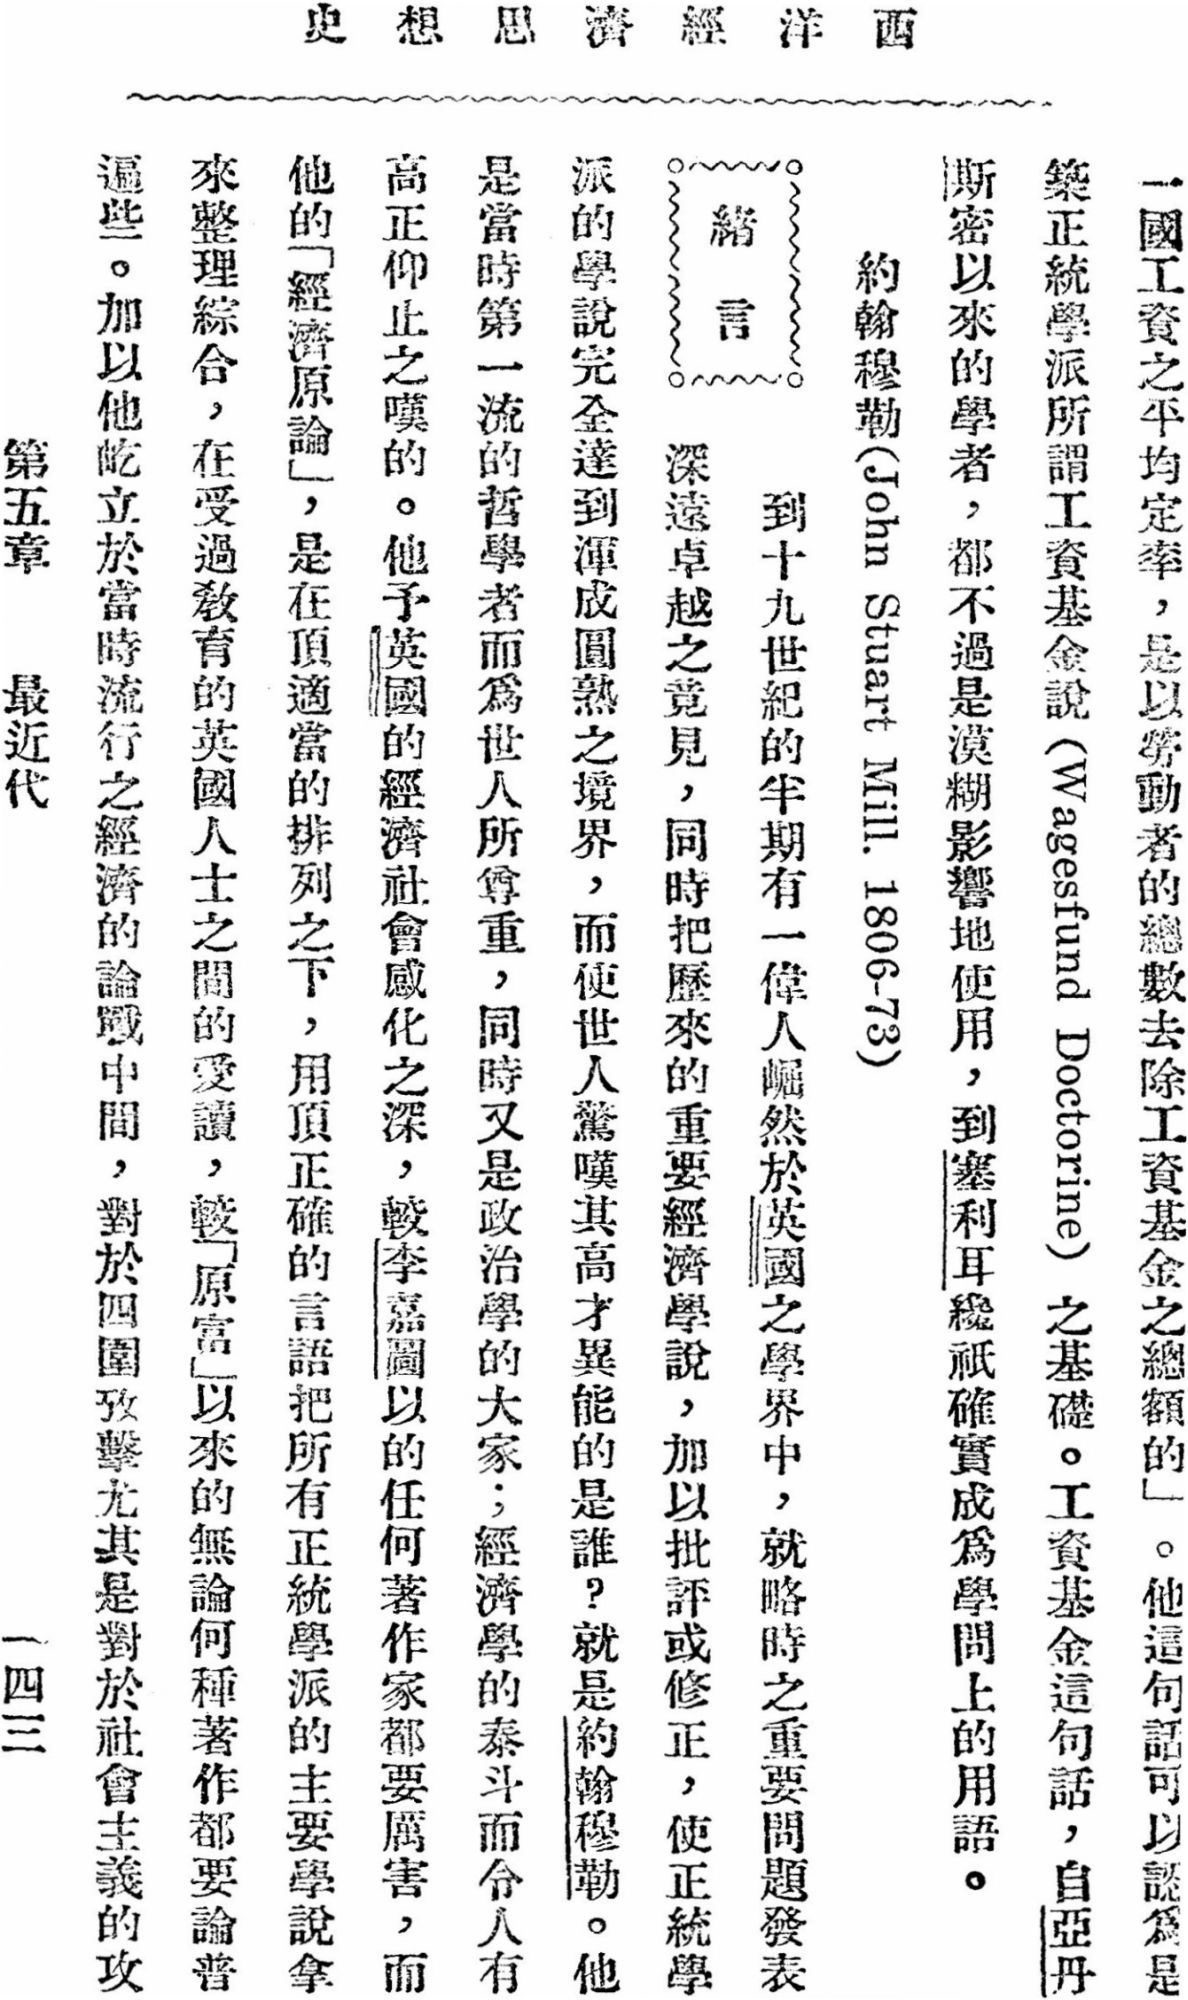 西洋經濟思想史
一國工資之平均定率，是以勞動者的總數去除工資基金之總額的」。他這句話可以認爲是
築正統學派所謂工資基金說（Wagesfund Doctorine）之基礎。工資基金這句話，自亞丹
斯密以來的學者，都不過是漠糊影響地使用，到塞利耳纔祇確實成爲學問上的用語。
約翰穆勒(John Stuart Mill. 1806-73)
緒言
到十九世紀的半期有一偉人崛然於英國之學界中，就略時之重要問題發表
深遠卓越之竟見，同時把歷來的重要經濟學說，加以批評或修正，使正統學
派的學說完全達到渾成圓熟之境界，而使世人驚嘆其高才異能的是誰？就是約翰穆勒。他
是當時第一流的哲學者而爲世人所尊重，同時又是政治學的大家；經濟學的泰斗而令人有
高正仰止之嘆的。他予英國的經濟社會感化之深，較李嘉圖以的任何著作家都要厲害，而
他的「經濟原論」，是在頂適當的排列之下，用頂正確的言語把所有正統學派的主要學說拿
來整理綜合，在受過敎育的英國人士之間的愛讀，較「原富」以來的無論何種著作都要論普
遍些。加以他屹立於當時流行之經濟的論戰中間，對於四圍攷擊尤其是對於社會主義的攻
第五章　最近代　一四三